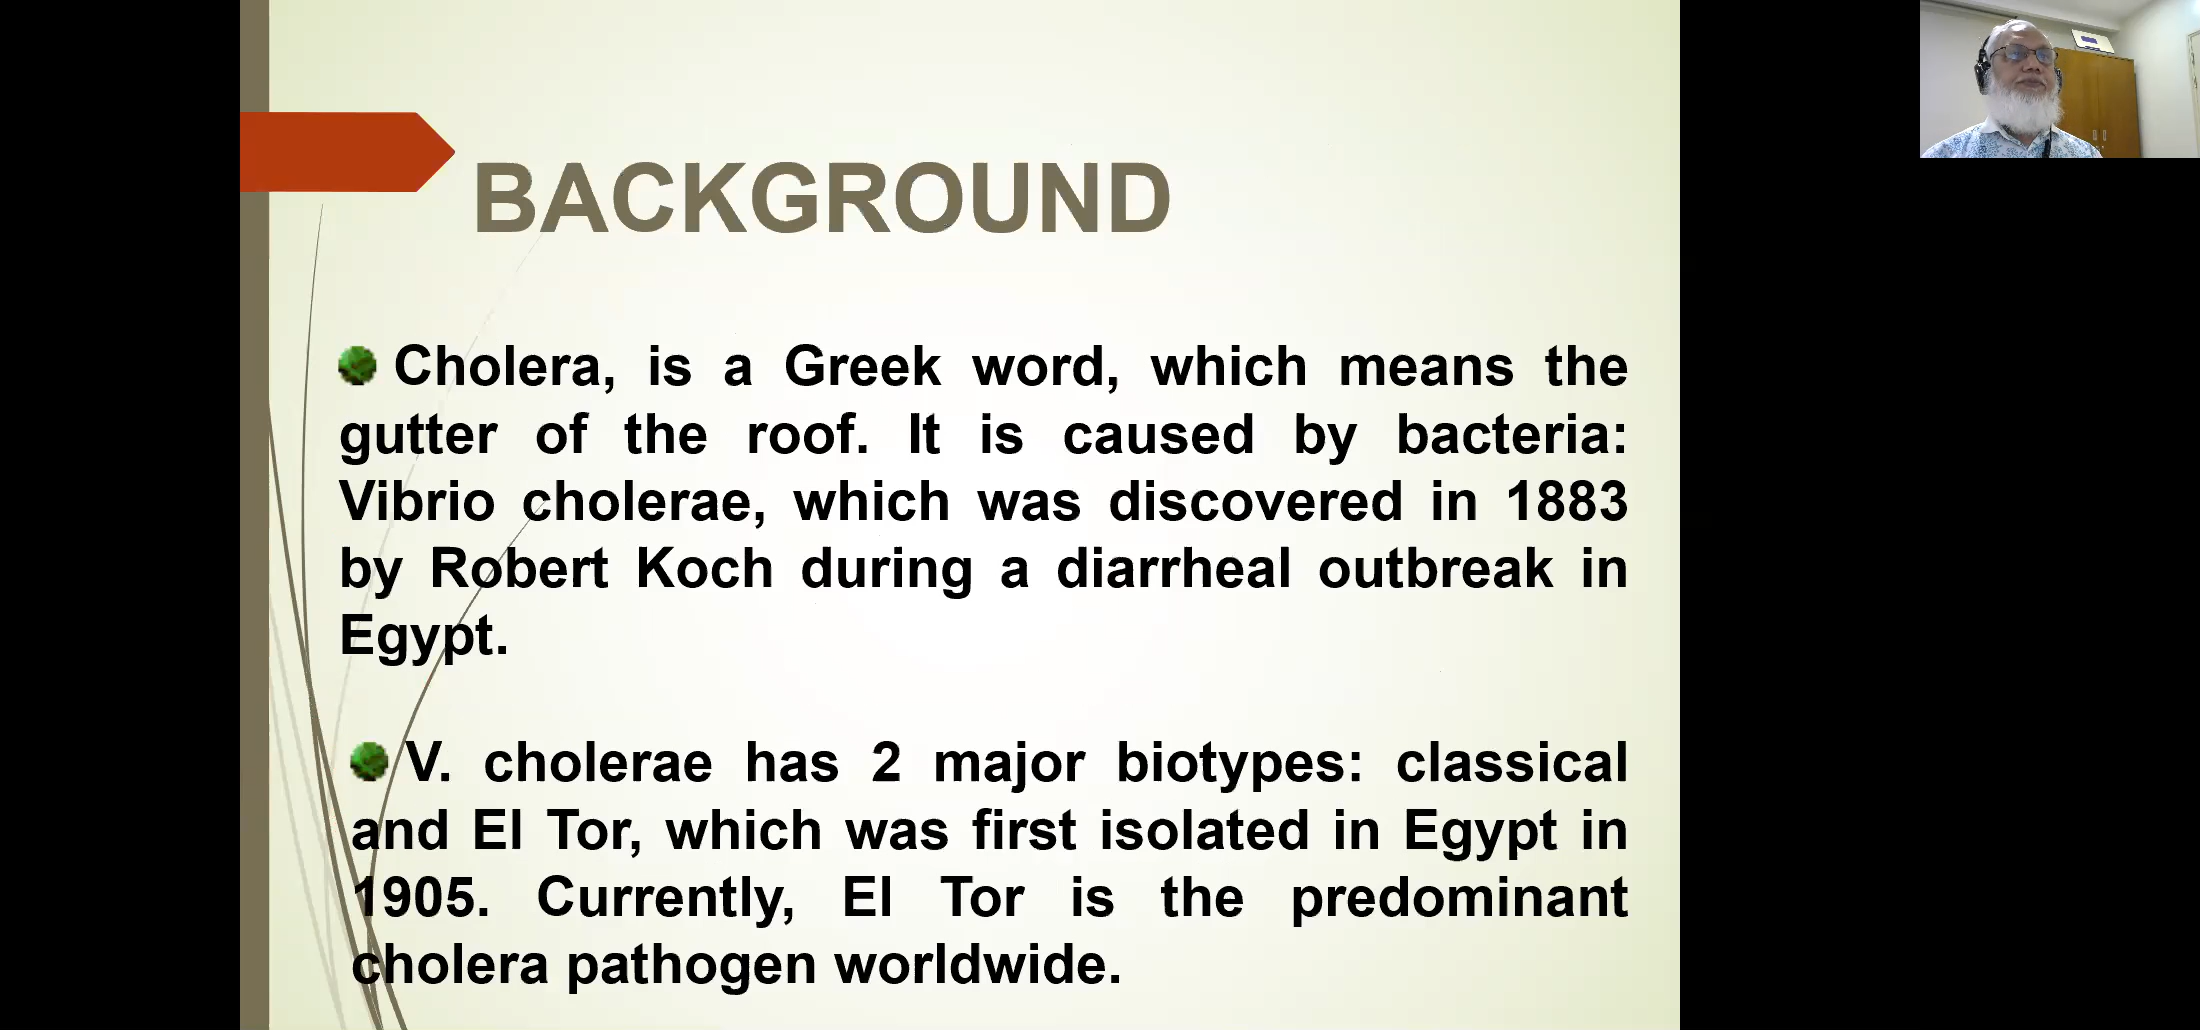 BACKGROUND
Cholera, is a Greek word, which means the
gutter of the roof. It is caused by bacteria:
Vibrio cholerae, which was discovered in 1883
by Robert Koch during a diarrheal outbreak in
Egypt.
V. cholerae has 2 major biotypes: classical
and El Tor, which was first isolated in Egypt in
1905. Currently, El Tor is the predominant
cholera pathogen worldwide.